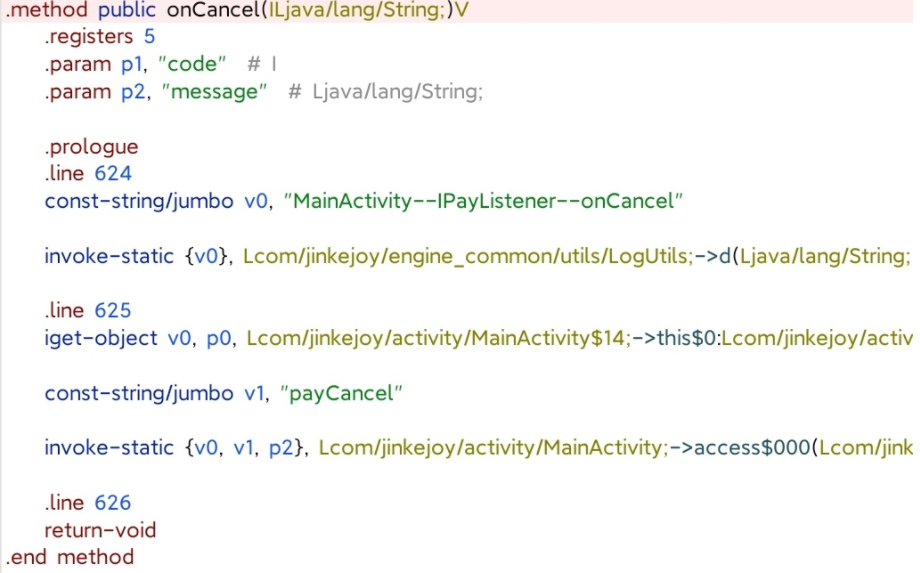 .method public onCancel(ILjava/lang/String;)V
.registers 5
.param p1, "code" # I
.param p2, "message" # Ljava/lang/String;
.prologue
.line 624
const-string/jumbo v0, "MainActivity--IPayListener--onCancel"
invoke-static {v0}, Lcom/jinkejoy/engine_common/utils/LogUtils;->d(Ljava/lang/String;
.line 625
iget-object v0, p0, Lcom/jinkejoy/activity/MainActivity$14;->this$0:Lcom/jinkejoy/activ
const-string/jumbo v1, "payCancel"
invoke-static {v0, v1, p2}, Lcom/jinkejoy/activity/MainActivity;->access$000(Lcom/jink
.line 626
return-void
.end method